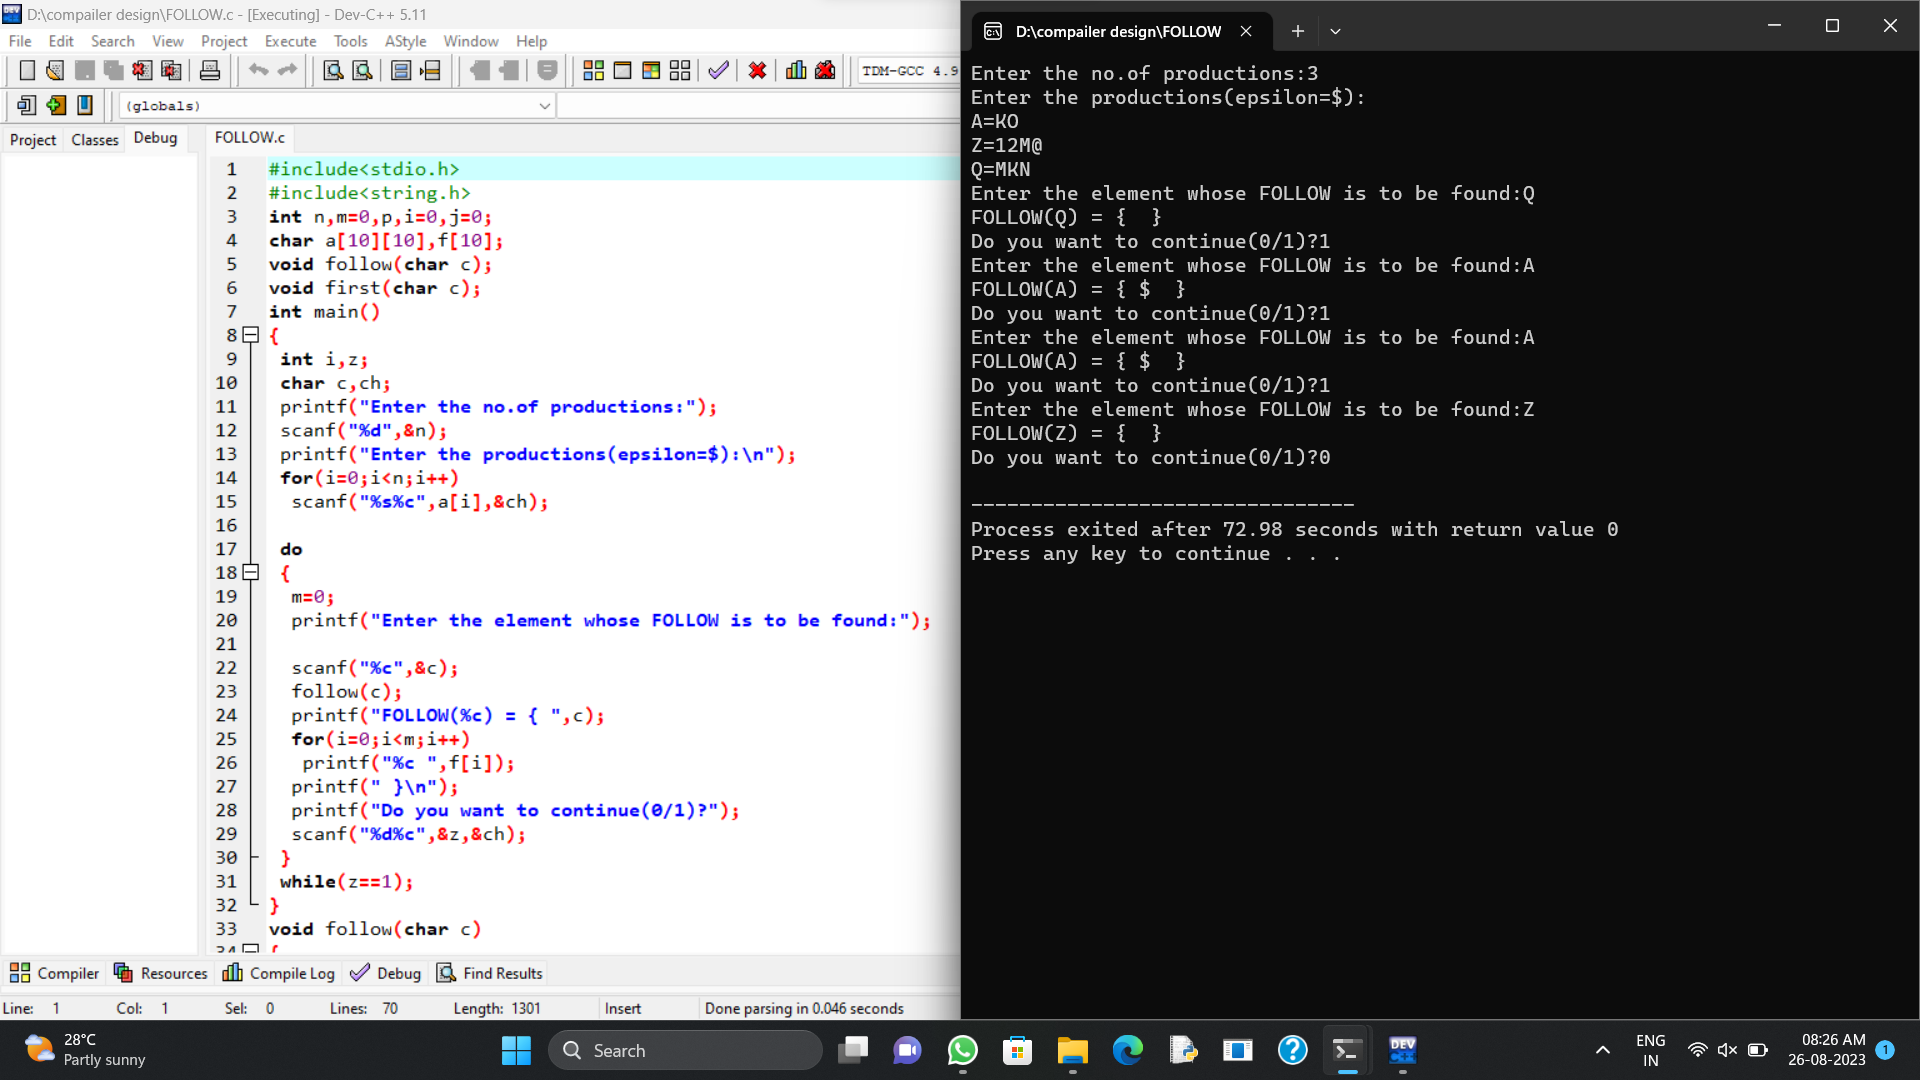 D:\compailer design\FOLLOW.c - [Executing] - Dev-C++ 5.11
File Edit Search View Project Execute Tools AStyle Window Help
TDM-GCC 4.9
(globals)
Project Classes Debug
FOLLOW.c
1 #include<stdio.h>
2 #include<string.h>
3 int n,m=0,p,i=0,j=0;
4 char a[10][10],f[10];
5 void follow(char c);
6 void first(char c);
7 int main()
8 {
9 int i,z;
10 char c,ch;
11 printf("Enter the no.of productions:");
12 scanf("%d",&n);
13 printf("Enter the productions(epsilon=$):\n");
14 for(i=0;i<n;i++)
15 scanf("%s%c",a[i],&ch);
16
17 do
18 {
19 m=0;
20 printf("Enter the element whose FOLLOW is to be found:");
21
22 scanf("%c",&c);
23 follow(c);
24 printf("FOLLOW(%c) = { ",c);
25 for(i=0;i<m;i++)
26 printf("%c ",f[i]);
27 printf(" }\n");
28 printf("Do you want to continue(0/1)?");
29 scanf("%d%c",&z,&ch);
30 }
31 while(z==1);
32 }
33 void follow(char c)
34 {
Compiler Resources Compile Log Debug Find Results
Line: 1 Col: 1 Sel: 0 Lines: 70 Length: 1301 Insert Done parsing in 0.046 seconds
D:\compailer design\FOLLOW
Enter the no.of productions:3
Enter the productions(epsilon=$):
A=KO
Z=12M@
Q=MKN
Enter the element whose FOLLOW is to be found:Q
FOLLOW(Q) = {  }
Do you want to continue(0/1)?1
Enter the element whose FOLLOW is to be found:A
FOLLOW(A) = { $  }
Do you want to continue(0/1)?1
Enter the element whose FOLLOW is to be found:A
FOLLOW(A) = { $  }
Do you want to continue(0/1)?1
Enter the element whose FOLLOW is to be found:Z
FOLLOW(Z) = {  }
Do you want to continue(0/1)?0
--------------------------------
Process exited after 72.98 seconds with return value 0
Press any key to continue . . .
28°C
Partly sunny
Search
DEV
C++
ENG
IN
08:26 AM
26-08-2023
1